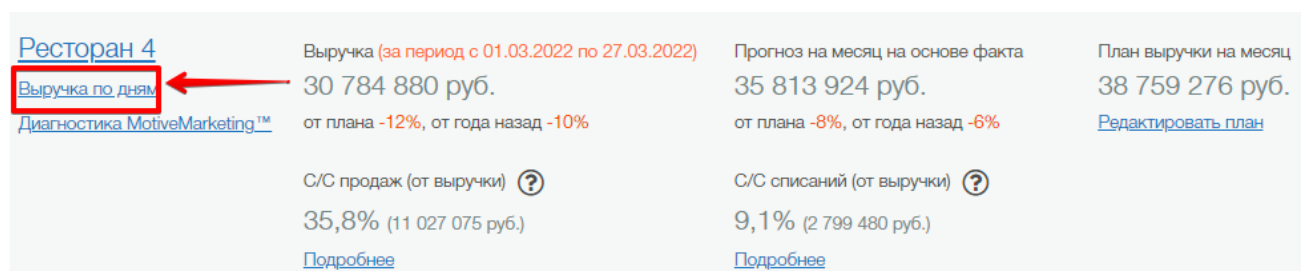 Ресторан 4
Выручка (за период с 01.03.2022 по 27.03.2022)
Прогноз на месяц на основе факта
План выручки на месяц
Выручка по дням
30 784 880 руб.
35 813 924 руб.
38 759 276 руб.
Диагностика MotiveMarketing™
от плана -12%, от года назад -10%
от плана -8%, от года назад -6%
Редактировать план
С/С продаж (от выручки) ?
С/С списаний (от выручки) ?
35,8% (11 027 075 руб.)
9,1% (2 799 480 руб.)
Подробнее
Подробнее